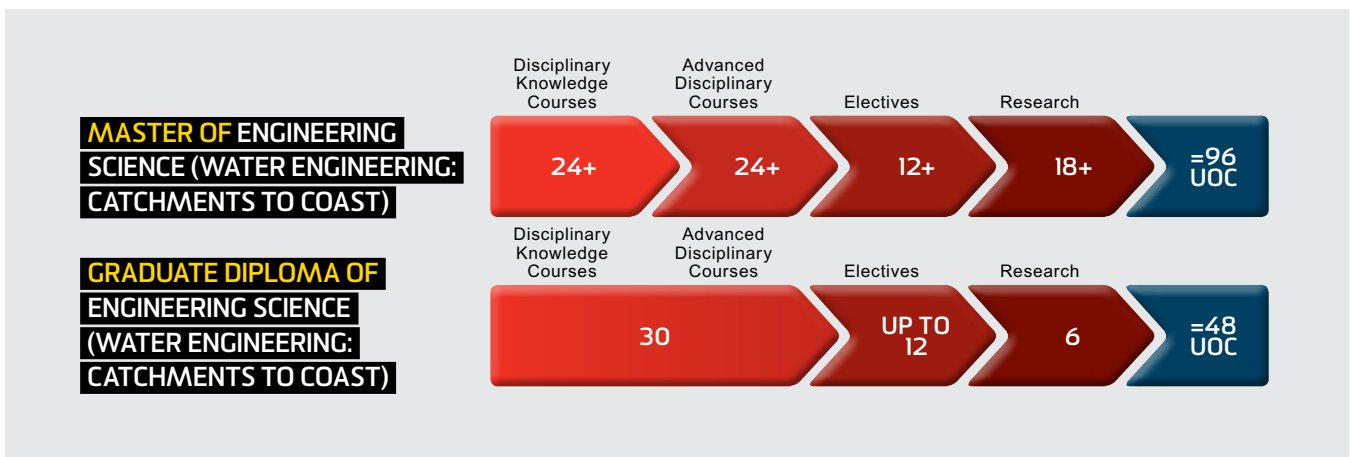 MASTER OF ENGINEERING
SCIENCE (WATER ENGINEERING:
CATCHMENTS TO COAST)
Disciplinary
Knowledge
Courses
Advanced
Disciplinary
Courses
Electives
Research
24+
24+
12+
18+
=96
UOC
GRADUATE DIPLOMA OF
ENGINEERING SCIENCE
(WATER ENGINEERING:
CATCHMENTS TO COAST)
Disciplinary
Knowledge
Courses
Advanced
Disciplinary
Courses
Electives
Research
30
UP TO
12
6
=48
UOC